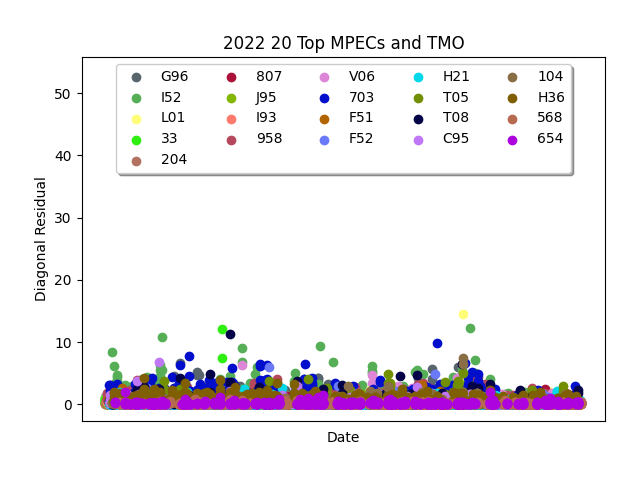 2022 20 Top MPECs and TMO
G96 807 V06 H21 104
I52 J95 703 T05 H36
L01 I93 F51 T08 568
33 958 F52 C95 654
204
50
40
30
20
10
0
Diagonal Residual
Date